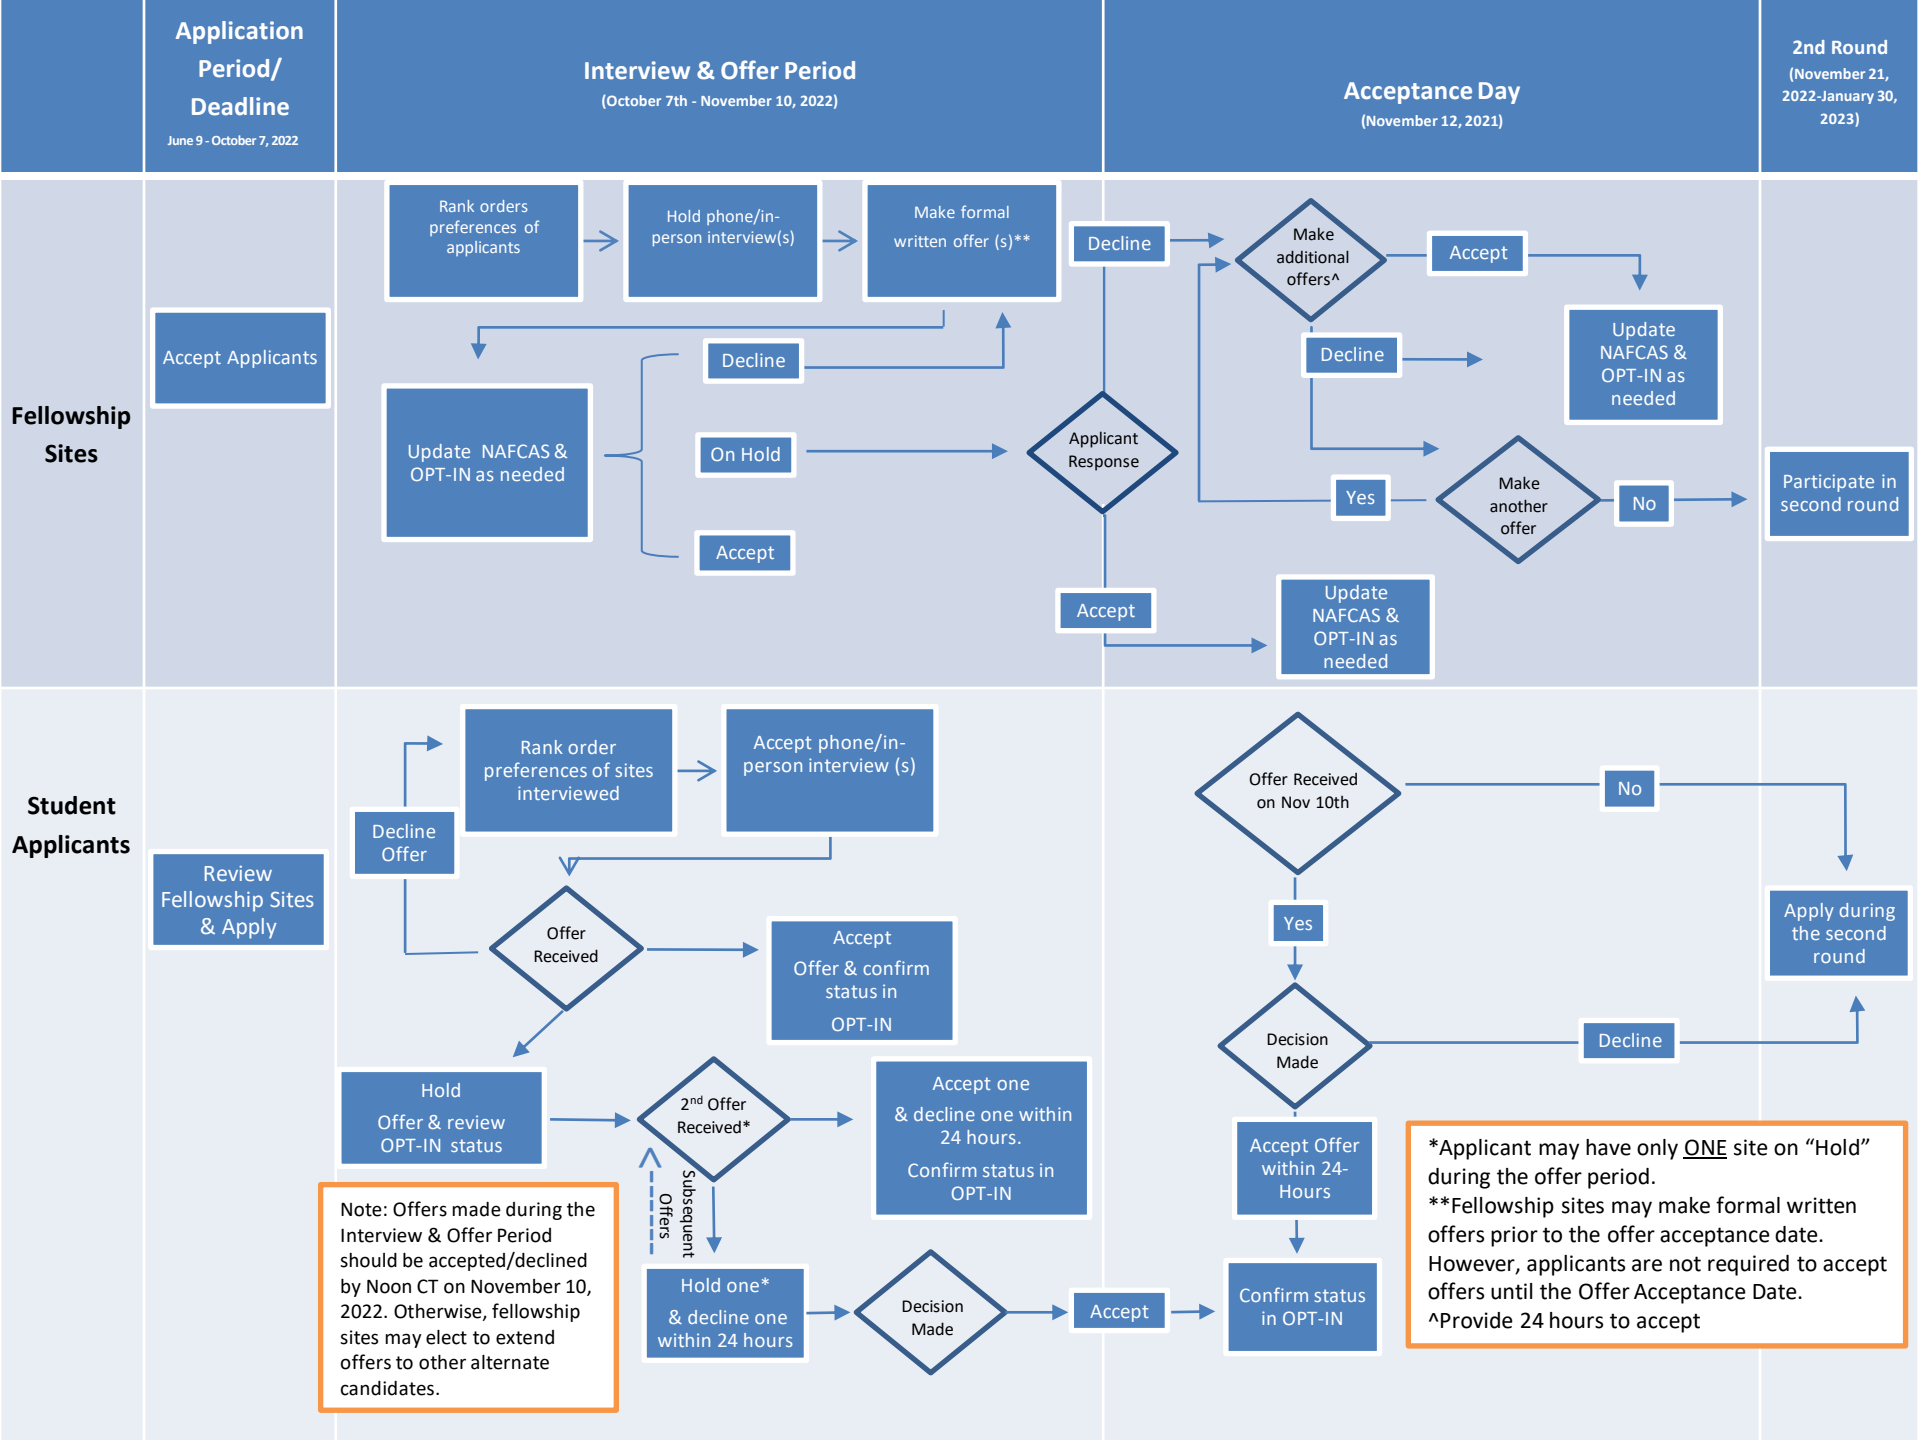 Application
Period/
Deadline
June 9 - October 7, 2022
Interview & Offer Period
(October 7th - November 10, 2022)
Acceptance Day
(November 12, 2021)
2nd Round
(November 21,
2022-January 30,
2023)
Fellowship
Sites
Accept Applicants
Rank orders
preferences of
applicants
Hold phone/in-
person interview(s)
Make formal
written offer (s)**
Update NAFCAS &
OPT-IN as needed
Decline
On Hold
Accept
Applicant
Response
Decline
Accept
Make
additional
offers^
Accept
Update
NAFCAS &
OPT-IN as
needed
Decline
Make
another
offer
Yes
No
Update
NAFCAS &
OPT-IN as
needed
Participate in
second round
Student
Applicants
Review
Fellowship Sites
& Apply
Rank order
preferences of sites
interviewed
Accept phone/in-
person interview (s)
Decline
Offer
Offer
Received
Accept
Offer & confirm
status in
OPT-IN
Hold
Offer & review
OPT-IN status
2nd Offer
Received*
Accept one
& decline one within
24 hours.
Confirm status in
OPT-IN
Subsequent
Offers
Hold one*
& decline one
within 24 hours
Decision
Made
Accept
Note: Offers made during the
Interview & Offer Period
should be accepted/declined
by Noon CT on November 10,
2022. Otherwise, fellowship
sites may elect to extend
offers to other alternate
candidates.
Offer Received
on Nov 10th
No
Yes
Decision
Made
Decline
Accept Offer
within 24-
Hours
Confirm status
in OPT-IN
Apply during
the second
round
*Applicant may have only ONE site on “Hold”
during the offer period.
**Fellowship sites may make formal written
offers prior to the offer acceptance date.
However, applicants are not required to accept
offers until the Offer Acceptance Date.
^Provide 24 hours to accept